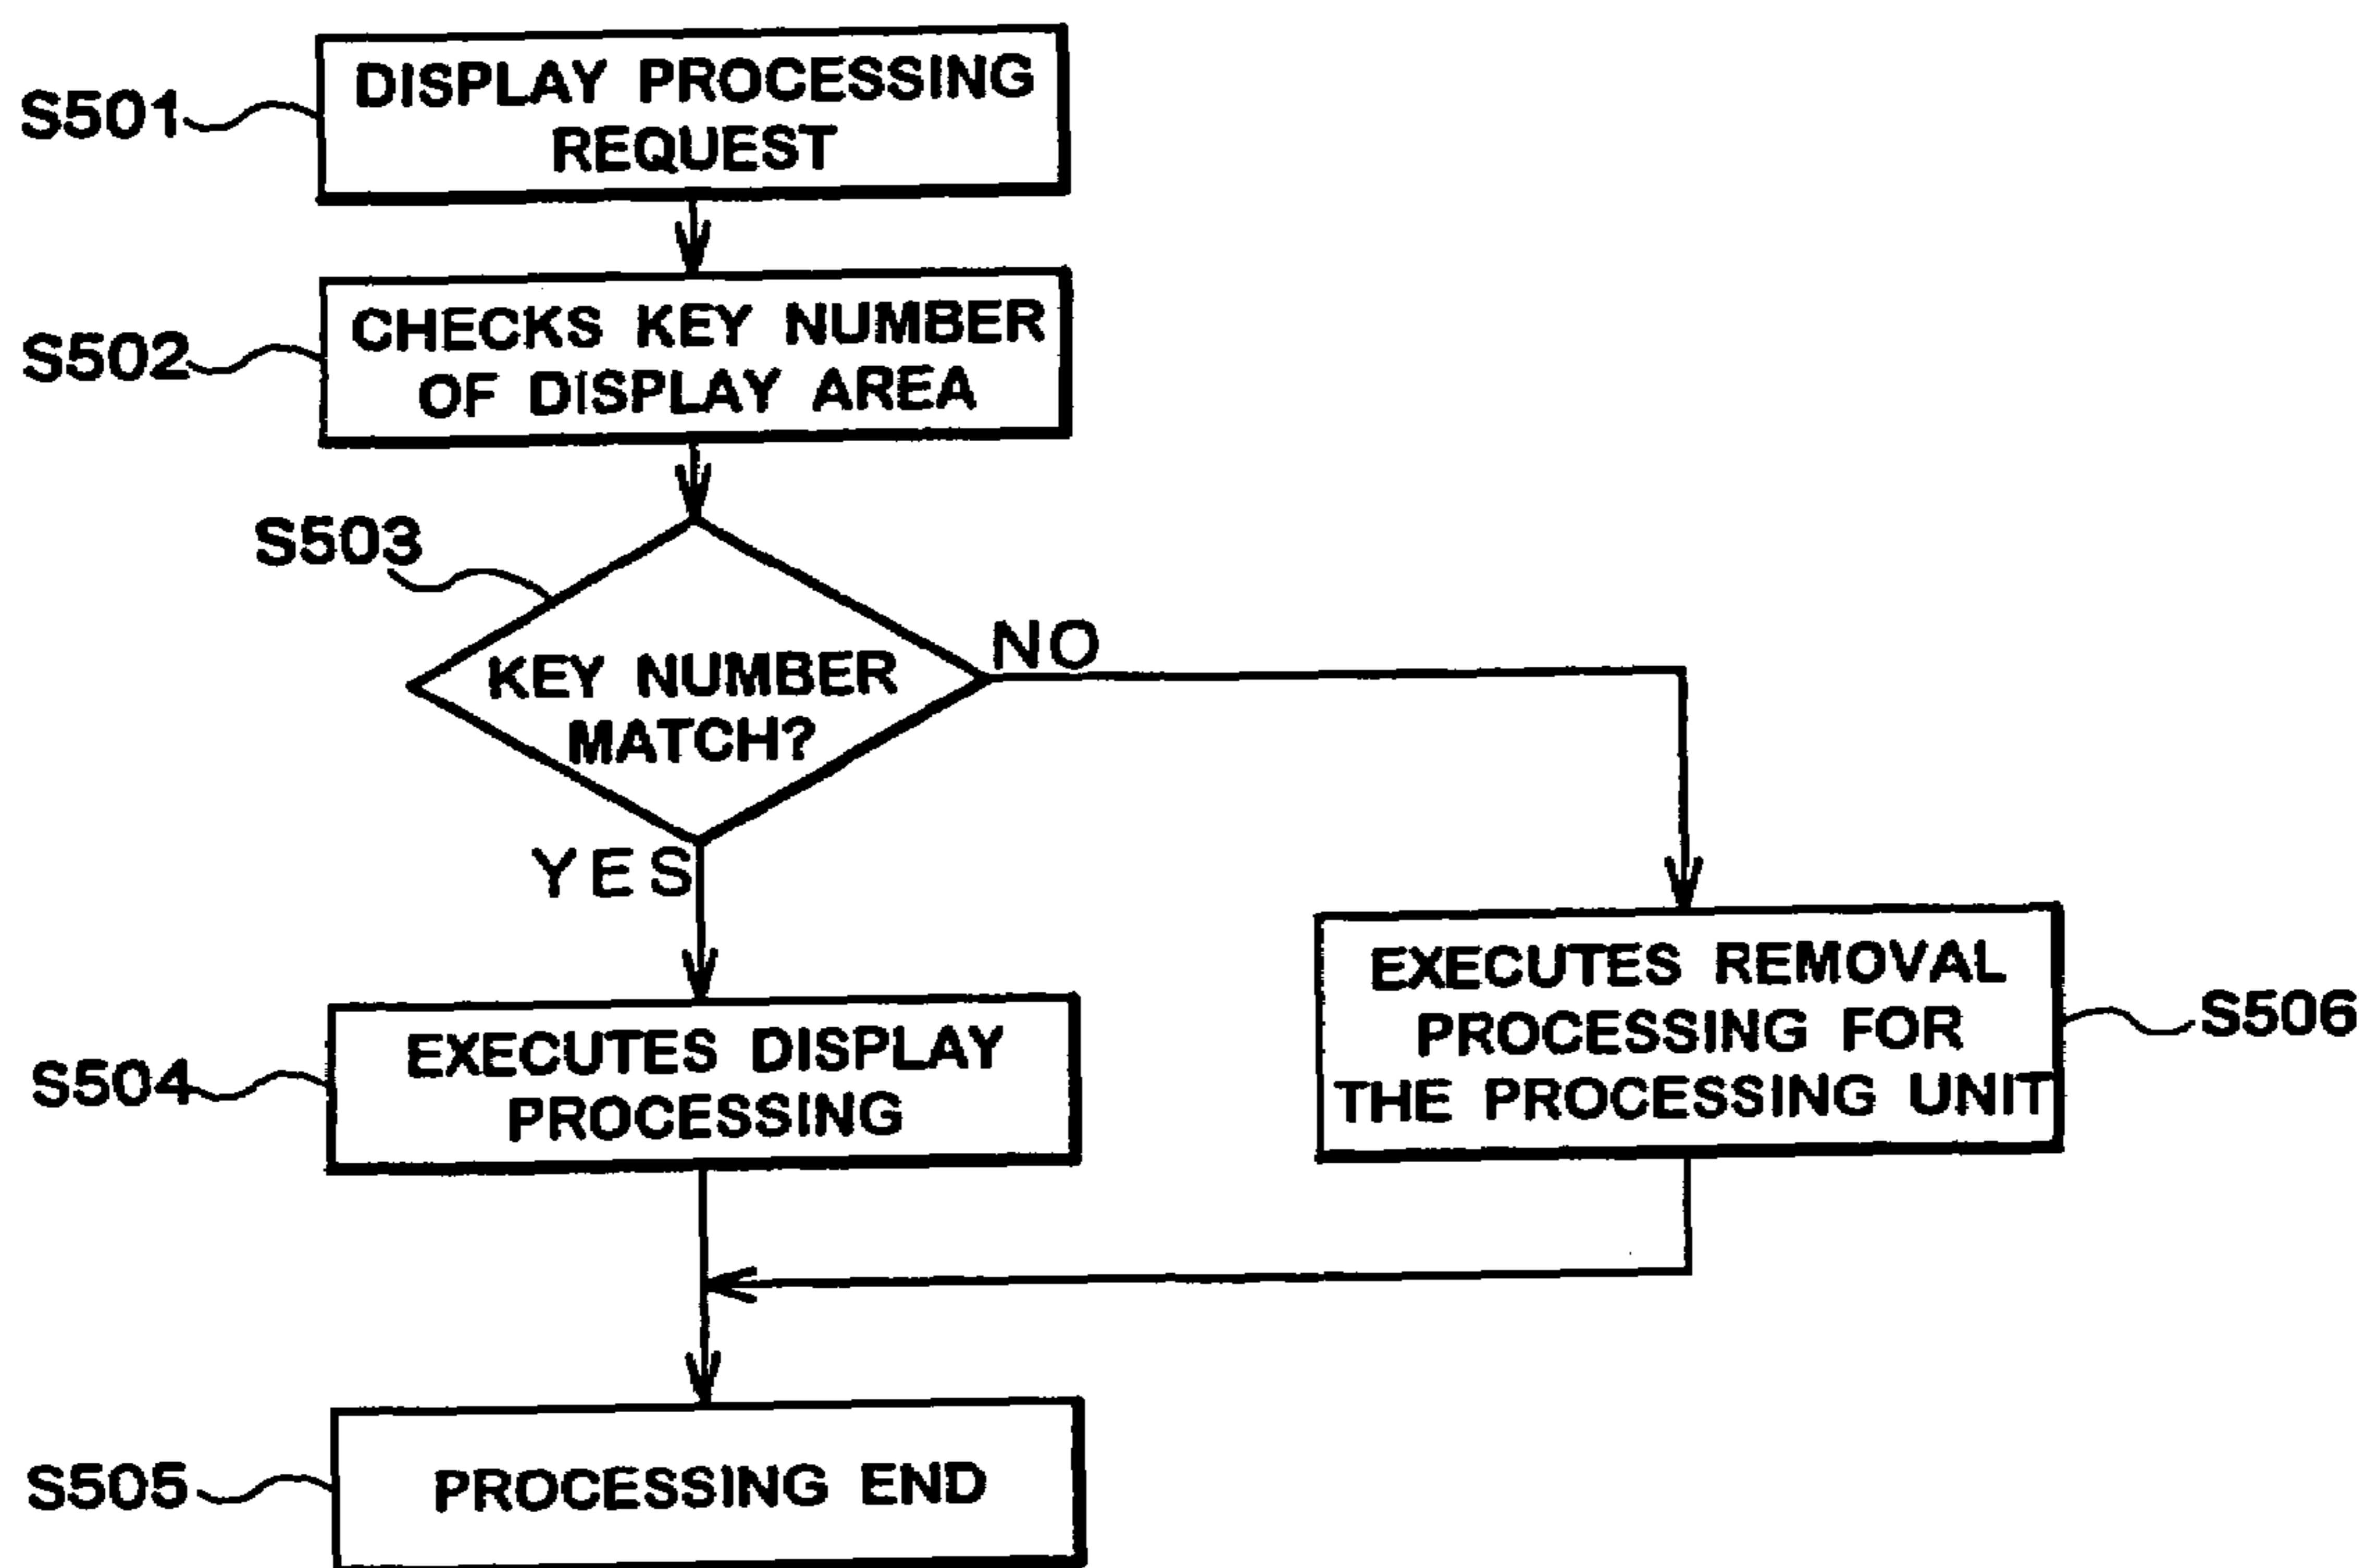 S501
DISPLAY PROCESSING
REQUEST
S502
CHECKS KEY NUMBER
OF DISPLAY AREA
S503
KEY NUMBER
MATCH?
NO
YES
S504
EXECUTES DISPLAY
PROCESSING
EXECUTES REMOVAL
PROCESSING FOR
THE PROCESSING UNIT
S506
S505
PROCESSING END